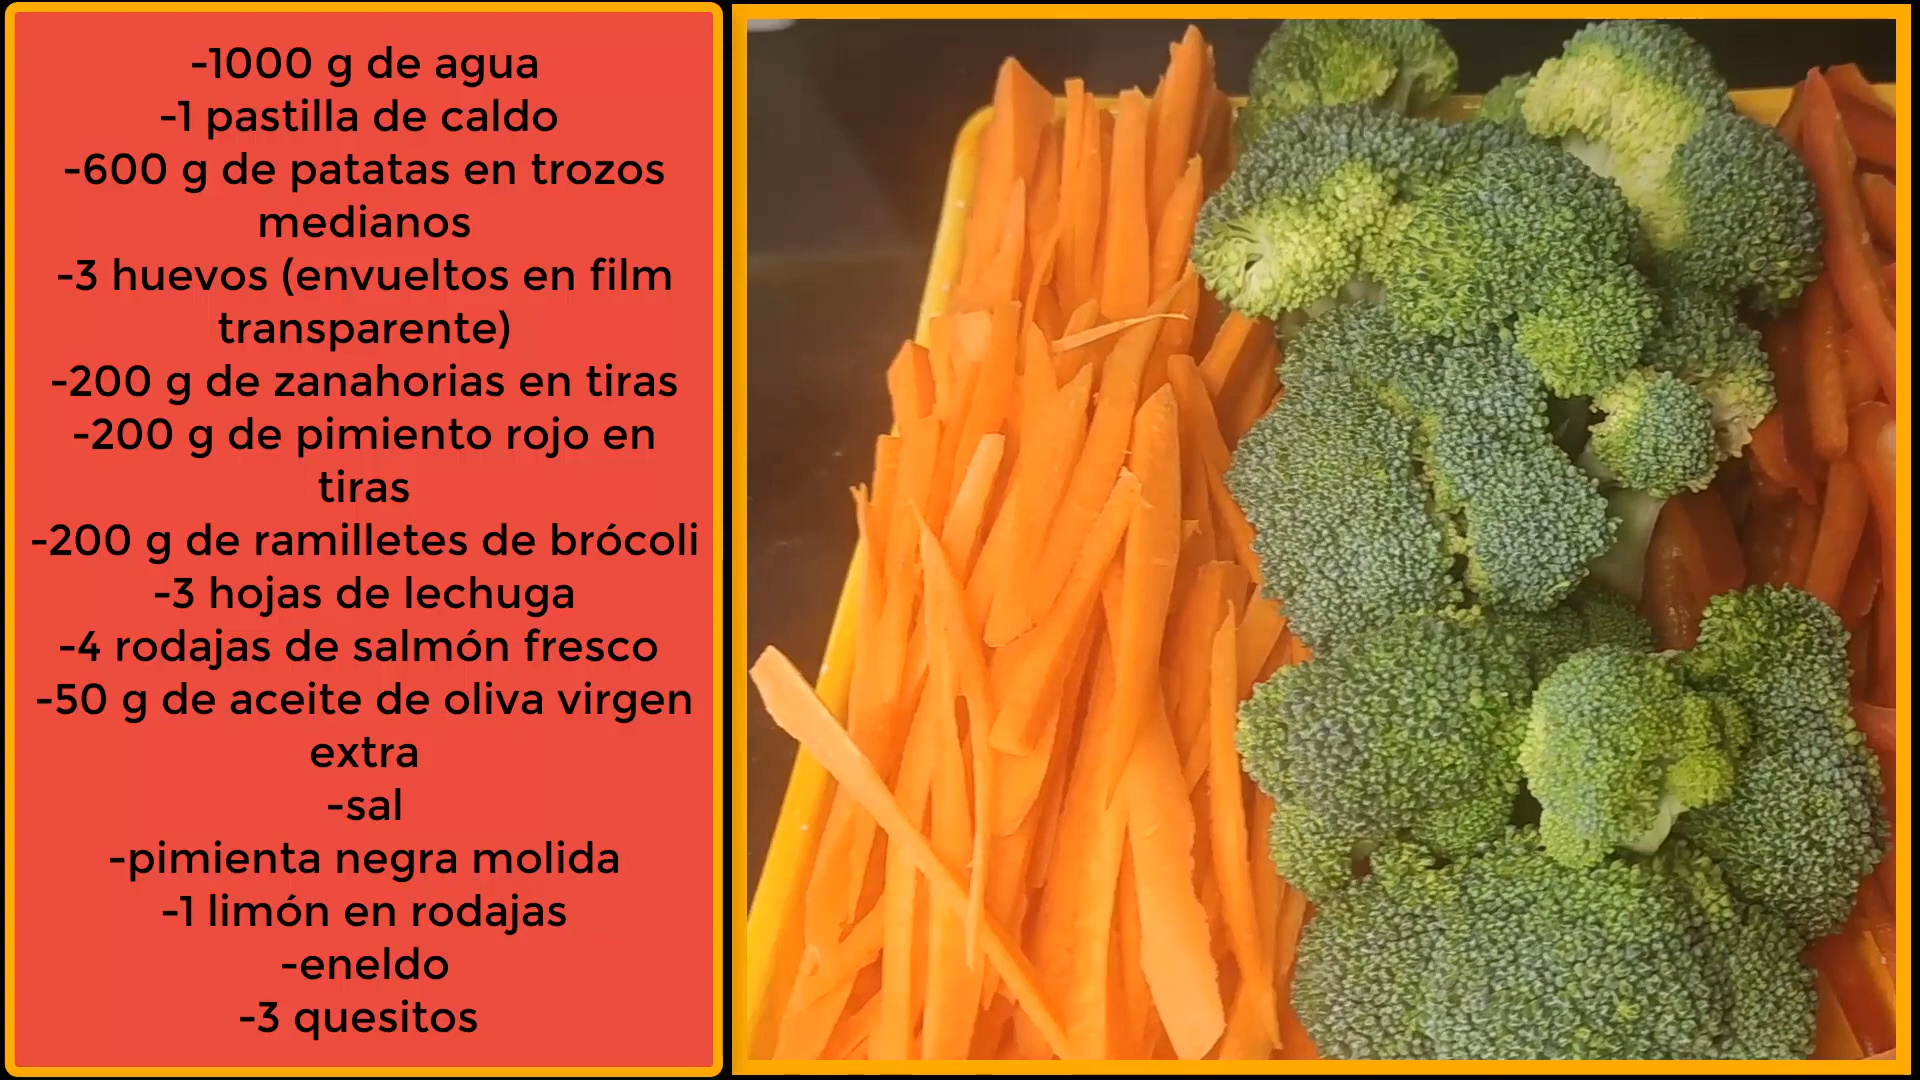 -1000 g de agua
-1 pastilla de caldo
-600 g de patatas en trozos
medianos
-3 huevos (envueltos en film
transparente)
-200 g de zanahorias en tiras
-200 g de pimiento rojo en
tiras
-200 g de ramilletes de brócoli
-3 hojas de lechuga
-4 rodajas de salmón fresco
-50 g de aceite de oliva virgen
extra
-sal
-pimienta negra molida
-1 limón en rodajas
-eneldo
-3 quesitos